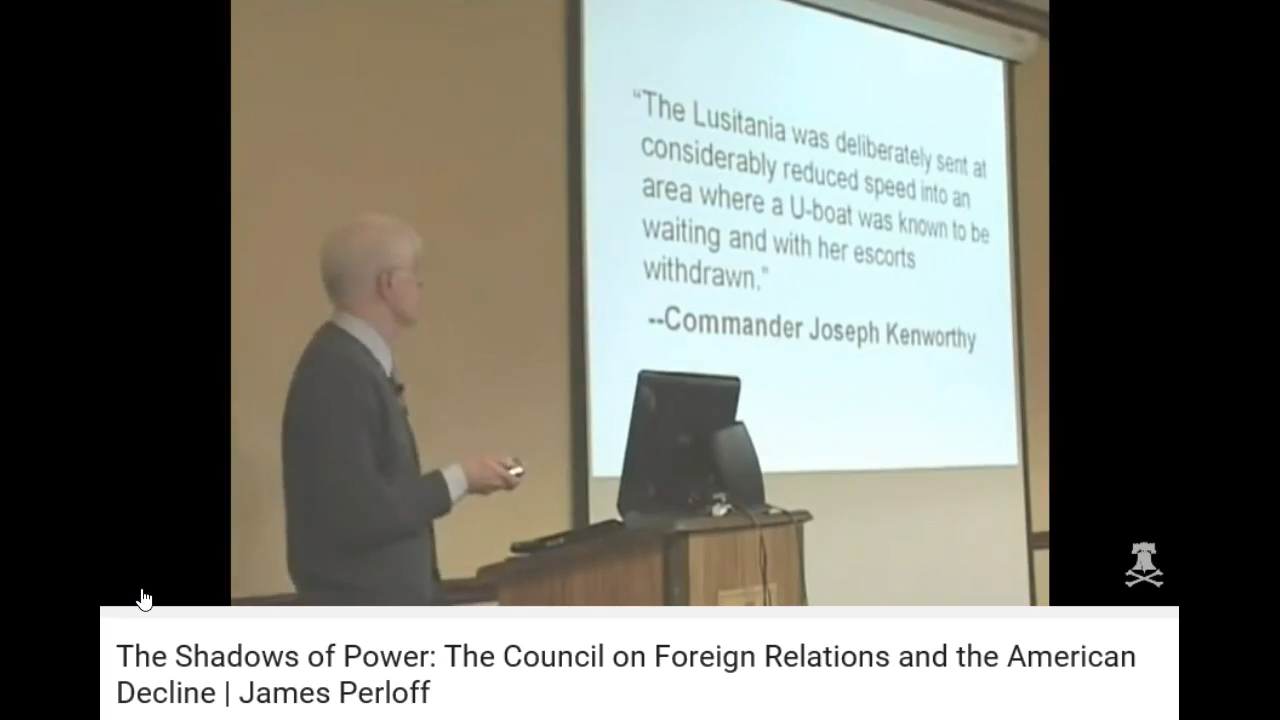 “The Lusitania was deliberately sent at
considerably reduced speed into an
area where a U-boat was known to be
waiting and with her escorts
withdrawn.”
--Commander Joseph Kenworthy
The Shadows of Power: The Council on Foreign Relations and the American
Decline | James Perloff